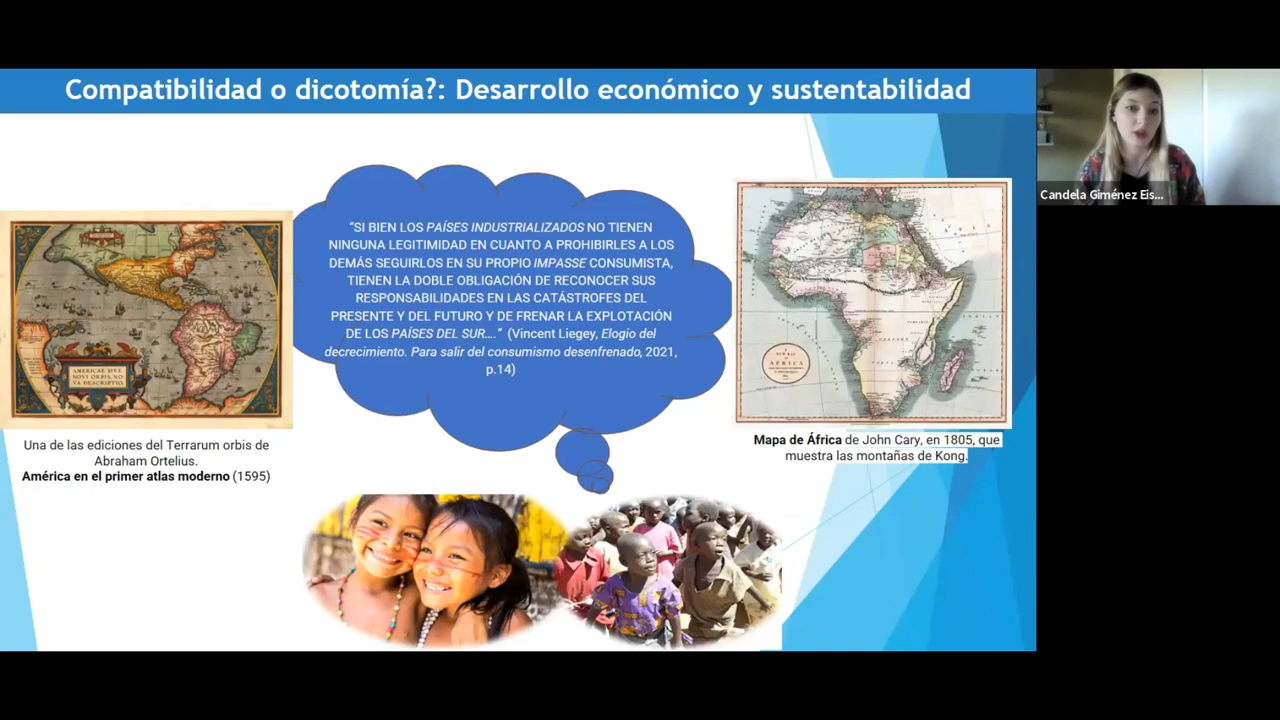 Compatibilidad o dicotomía?: Desarrollo económico y sustentabilidad
Candela Giménez Eis...
“SI BIEN LOS PAÍSES INDUSTRIALIZADOS NO TIENEN
NINGUNA LEGITIMIDAD EN CUANTO A PROHIBIRLES A LOS
DEMÁS SEGUIRLOS EN SU PROPIO IMPASSE CONSUMISTA,
TIENEN LA DOBLE OBLIGACIÓN DE RECONOCER SUS
RESPONSABILIDADES EN LAS CATÁSTROFES DEL
PRESENTE Y DEL FUTURO Y DE FRENAR LA EXPLOTACIÓN
DE LOS PAÍSES DEL SUR....” (Vincent Liegey, Elogio del
decrecimiento. Para salir del consumismo desenfrenado, 2021,
p.14)
AMERICAE SIVE
NOVI ORBIS, NO-
VA DESCRIPTIO.
AFRICA
Una de las ediciones del Terrarum orbis de
Abraham Ortelius.
América en el primer atlas moderno (1595)
Mapa de África de John Cary, en 1805, que
muestra las montañas de Kong.